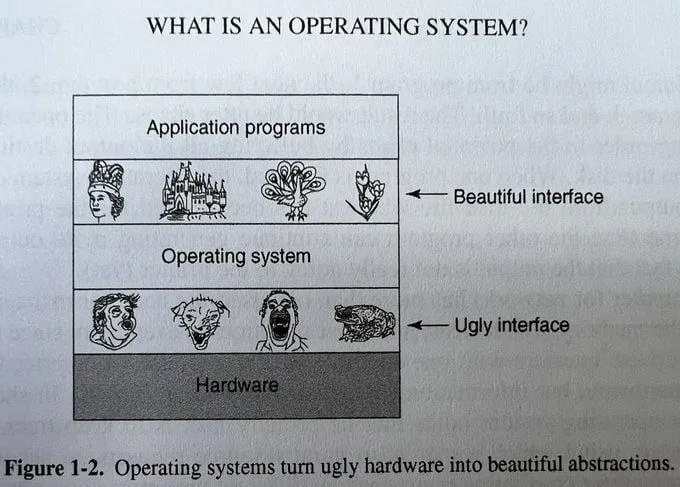 WHAT IS AN OPERATING SYSTEM?
Application programs
Beautiful interface
Operating system
Ugly interface
Hardware
Figure 1-2. Operating systems turn ugly hardware into beautiful abstractions.